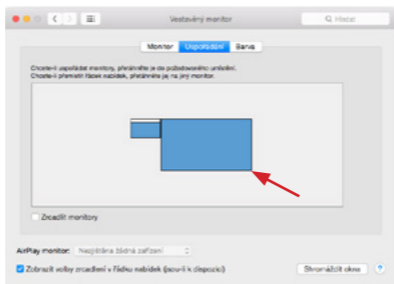 Vestavěný monitor
Hledat
Monitor Uspořádání Barva
Chcete-li uspořádat monitory, přetáhněte je do požadovaného umístění.
Chcete-li přemístit řádek nabídek, přetáhněte jej na jiný monitor.
Zrcadlit monitory
AirPlay monitor: Nezjištěna žádná zařízení
Zobrazit volby zrcadlení v řádku nabídek (jsou-li k dispozici)
Shromáždit okna ?